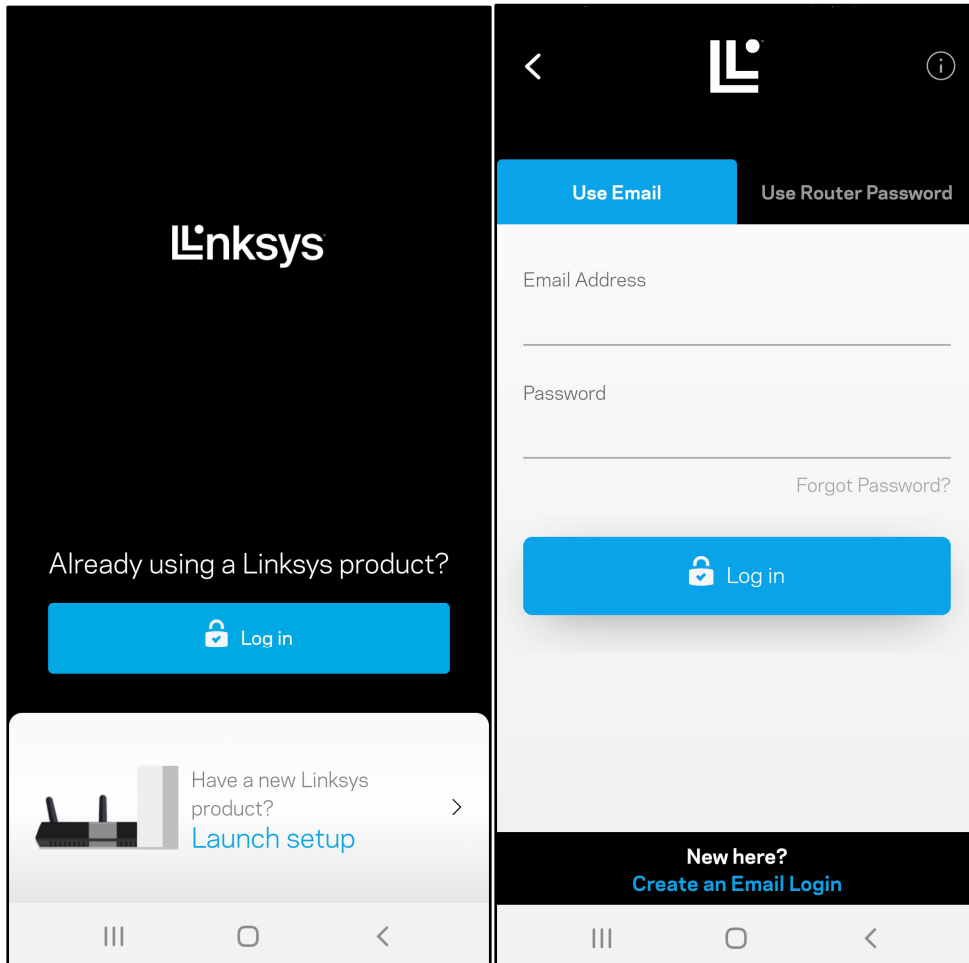 Linksys
Already using a Linksys product?
Log in
Have a new Linksys
product?
Launch setup
Use Email
Use Router Password
Email Address
Password
Forgot Password?
Log in
New here?
Create an Email Login